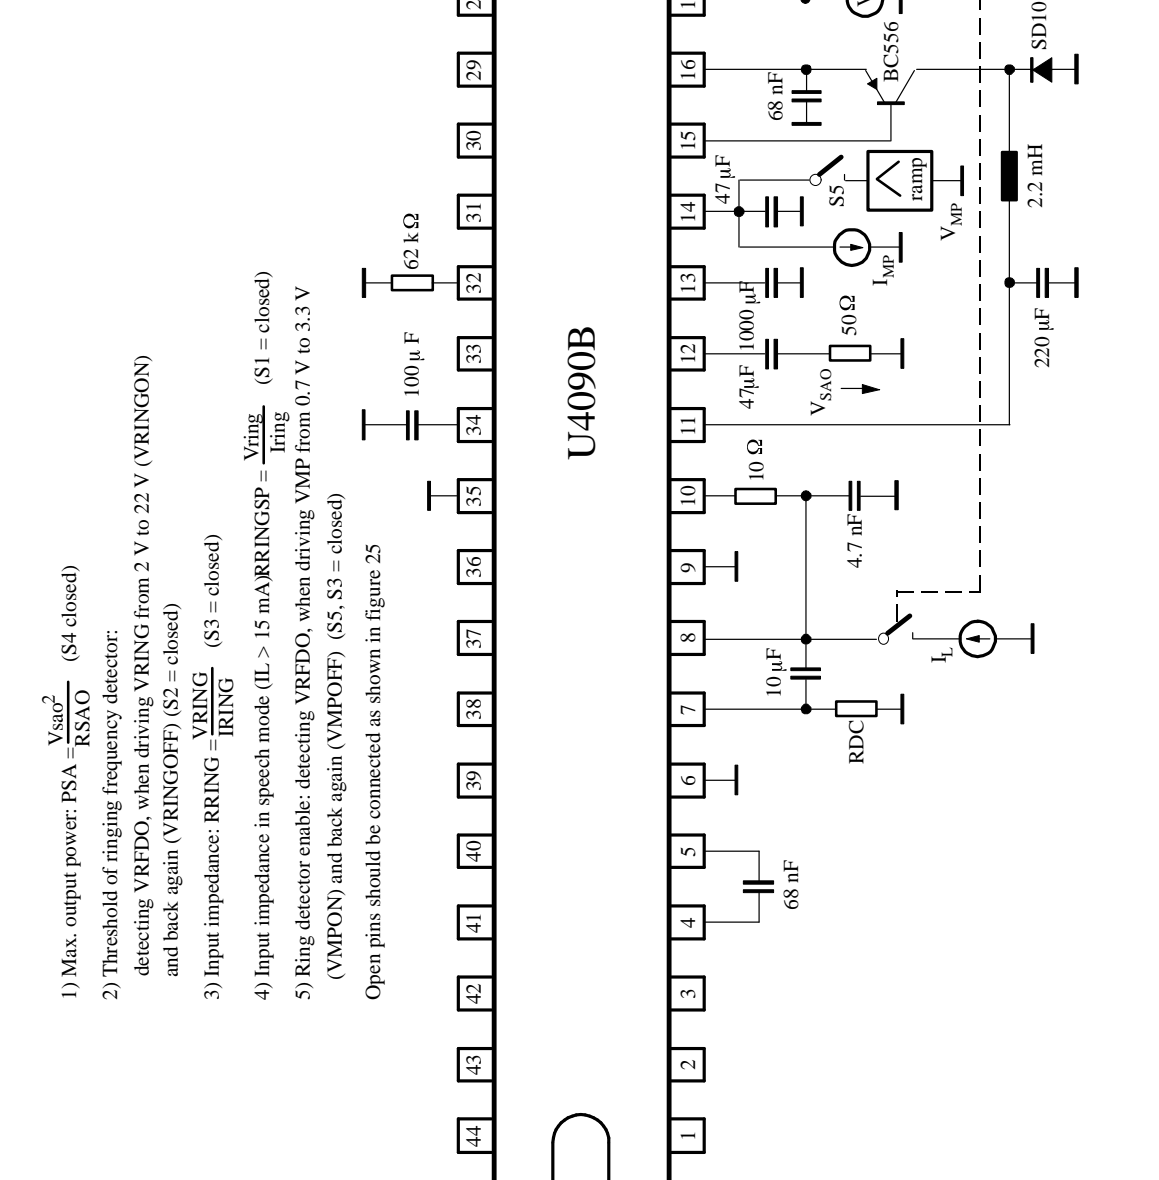 1) Max. output power: PSA = Vsao² / RSAO (S4 closed)
2) Threshold of ringing frequency detector:
detecting VRFDO, when driving VRING from 2 V to 22 V (VRINGON)
and back again (VRINGOFF) (S2 = closed)
3) Input impedance: RRING = VRING / IRING (S3 = closed)
4) Input impedance in speech mode (IL > 15 mA)RRINGSP = Vring / Iring (S1 = closed)
5) Ring detector enable: detecting VRFDO, when driving VMP from 0.7 V to 3.3 V
(VMPON) and back again (VMPOFF) (S5, S3 = closed)
Open pins should be connected as shown in figure 25
100 μ F
62 k Ω
44
43
42
41
40
39
38
37
36
35
34
33
32
31
30
29
U4090B
1
2
3
4
5
6
7
8
9
10
11
12
13
14
15
16
68 nF
10 μF
RDC
I_L
4.7 nF
10 Ω
47μF
V_SAO
50 Ω
1000 μF
I_MP
47 μF
S5
ramp
V_MP
68 nF
BC556
220 μF
2.2 mH
SD10